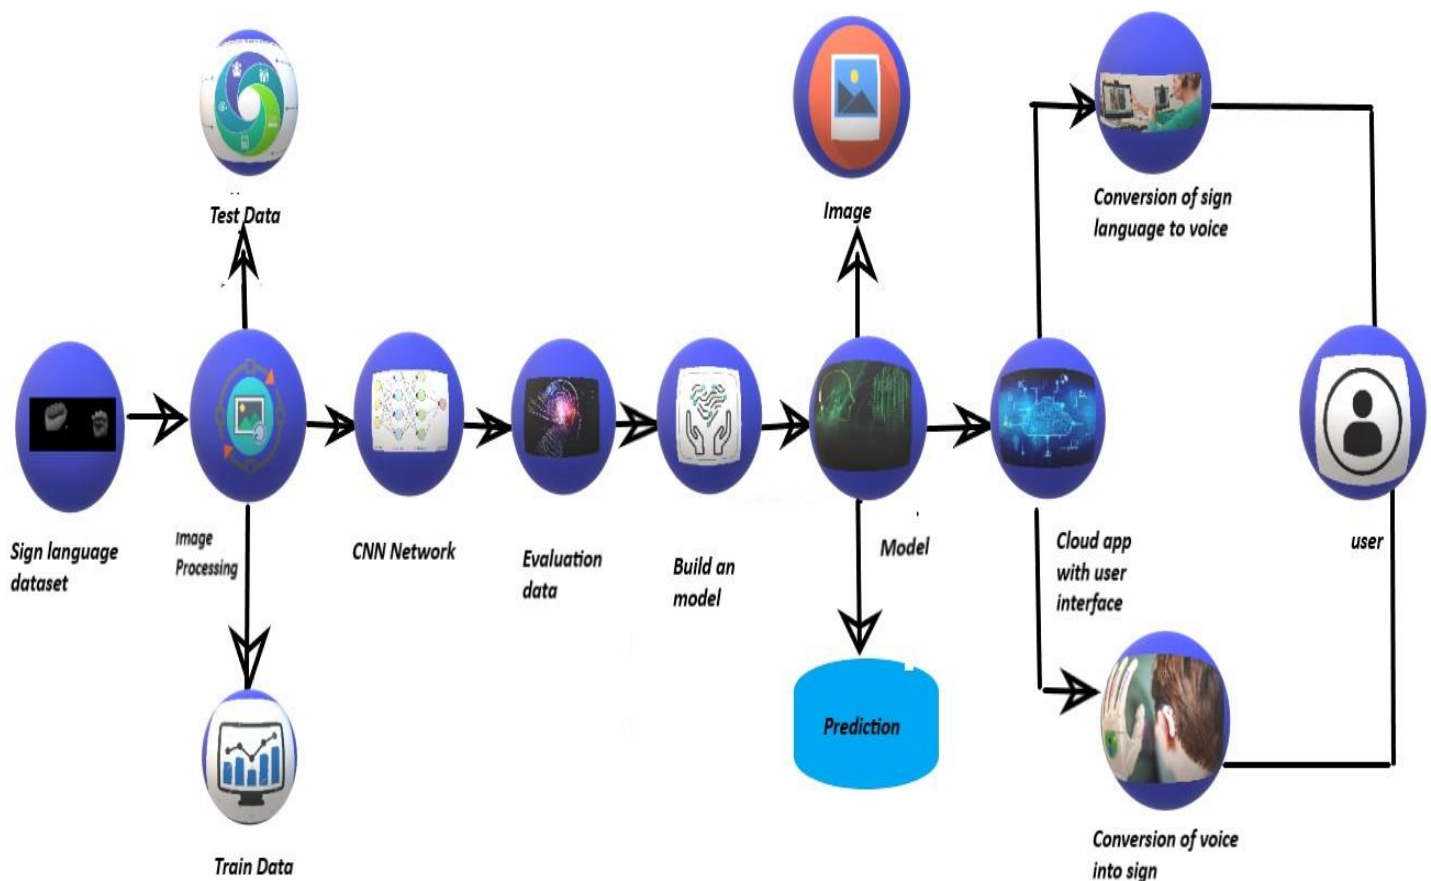 Test Data
Image
Conversion of sign
language to voice
Sign language
dataset
Image
Processing
CNN Network
Evaluation
data
Build an
model
Model
Cloud app
with user
interface
user
Prediction
Train Data
Conversion of voice
into sign